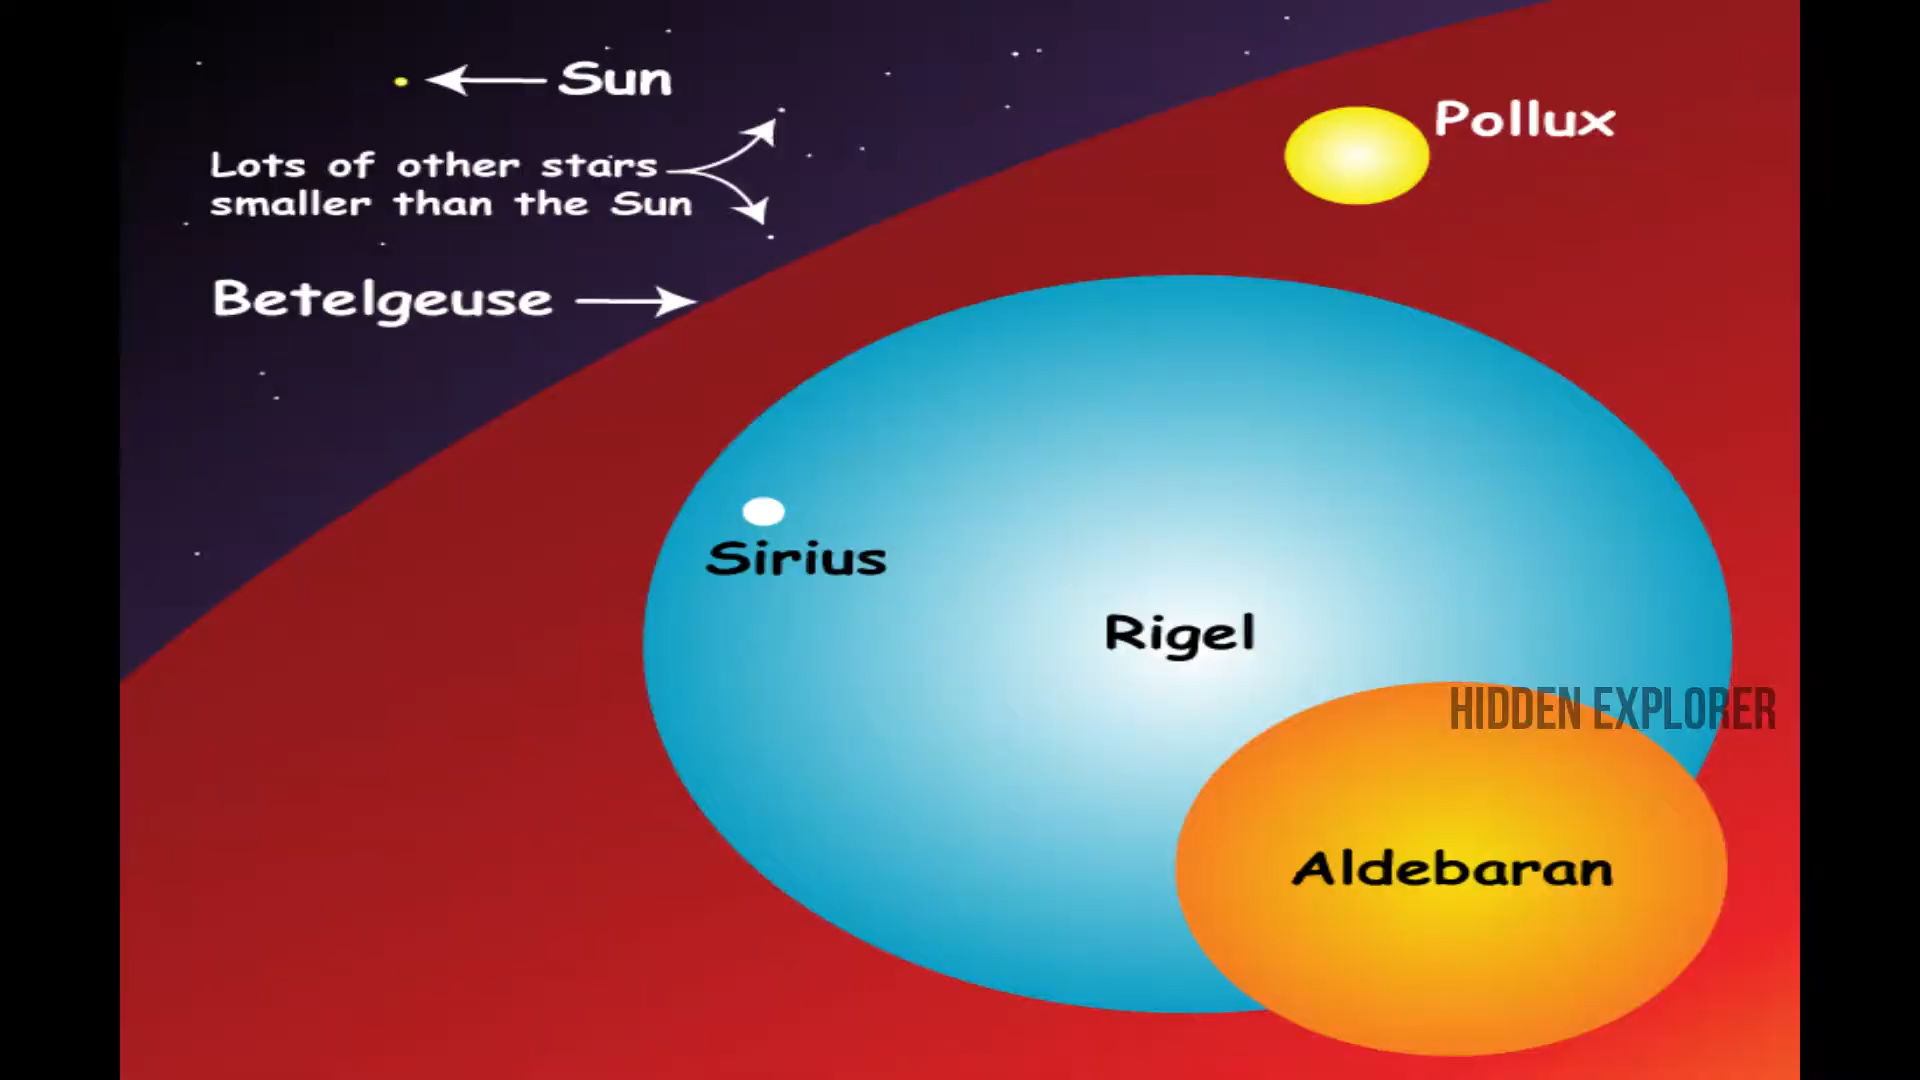 Sun
Pollux
Lots of other stars
smaller than the Sun
Betelgeuse
Sirius
Rigel
HIDDEN EXPLORER
Aldebaran